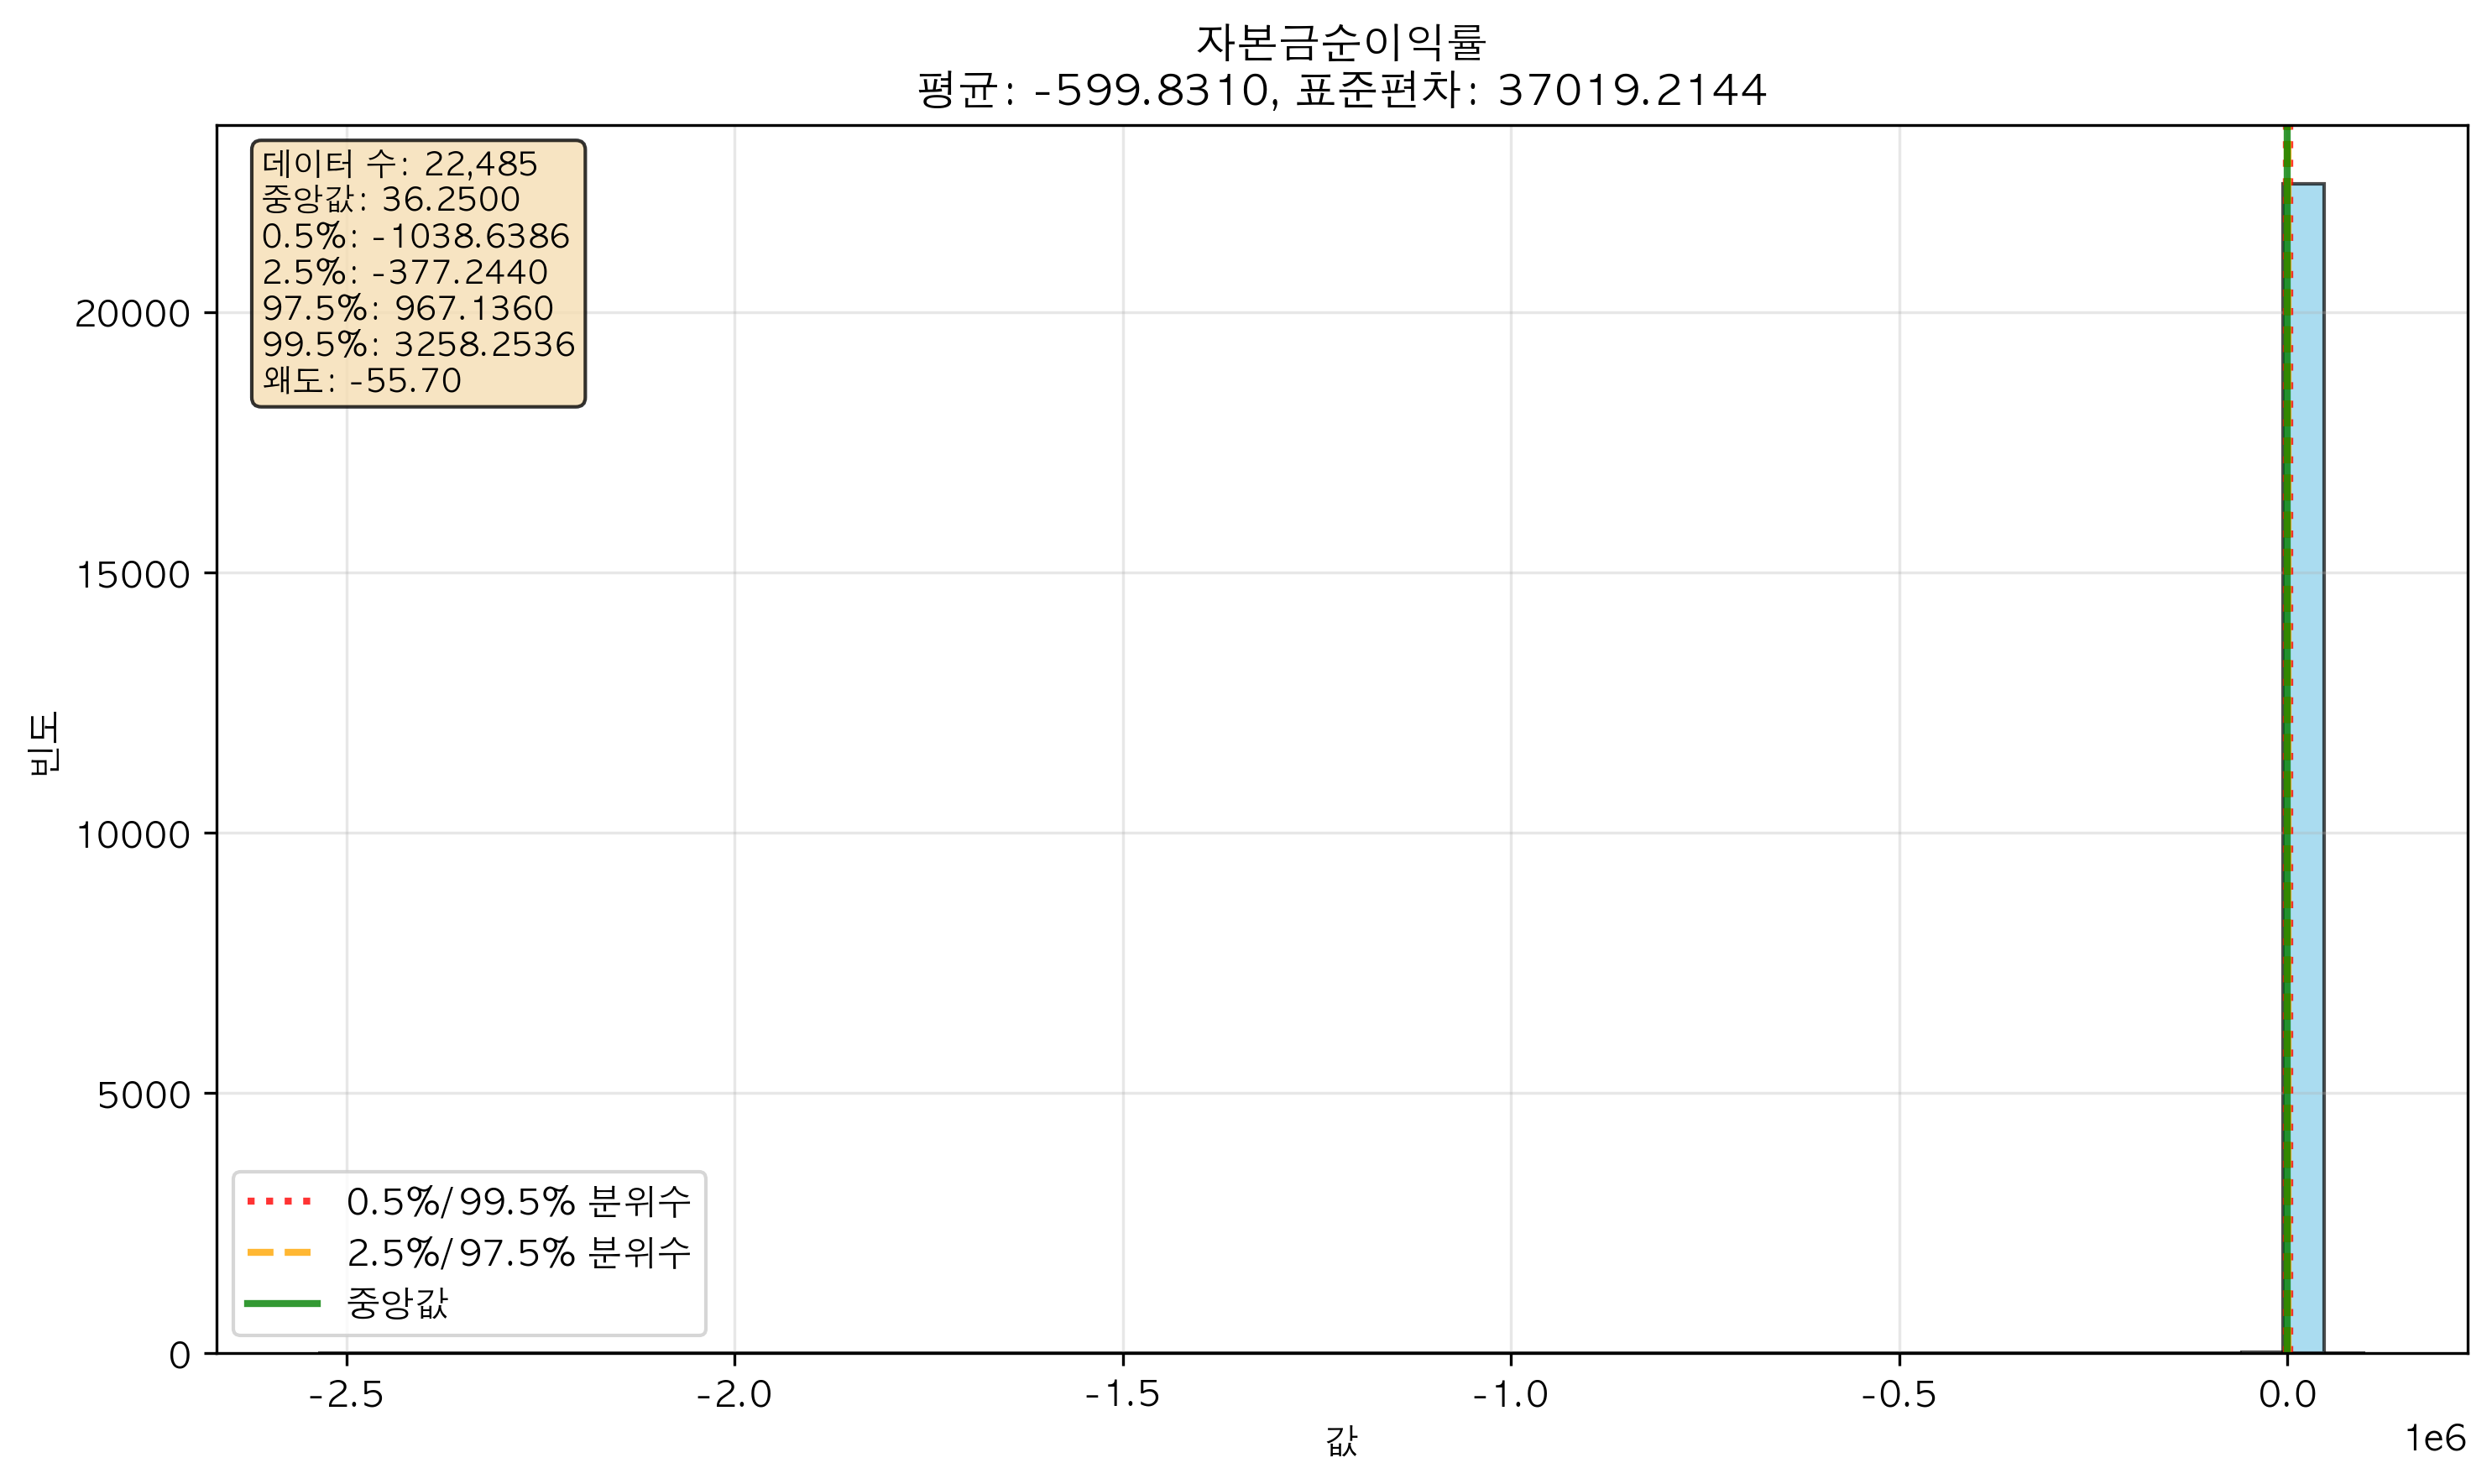 자본금순이익률
평균: -599.8310, 표준편차: 37019.2144
데이터 수: 22,485
중앙값: 36.2500
0.5%: -1038.6386
2.5%: -377.2440
97.5%: 967.1360
99.5%: 3258.2536
왜도: -55.70
빈도
20000
15000
10000
5000
0
0.5%/99.5% 분위수
2.5%/97.5% 분위수
중앙값
-2.5 -2.0 -1.5 -1.0 -0.5 0.0
값
1e6